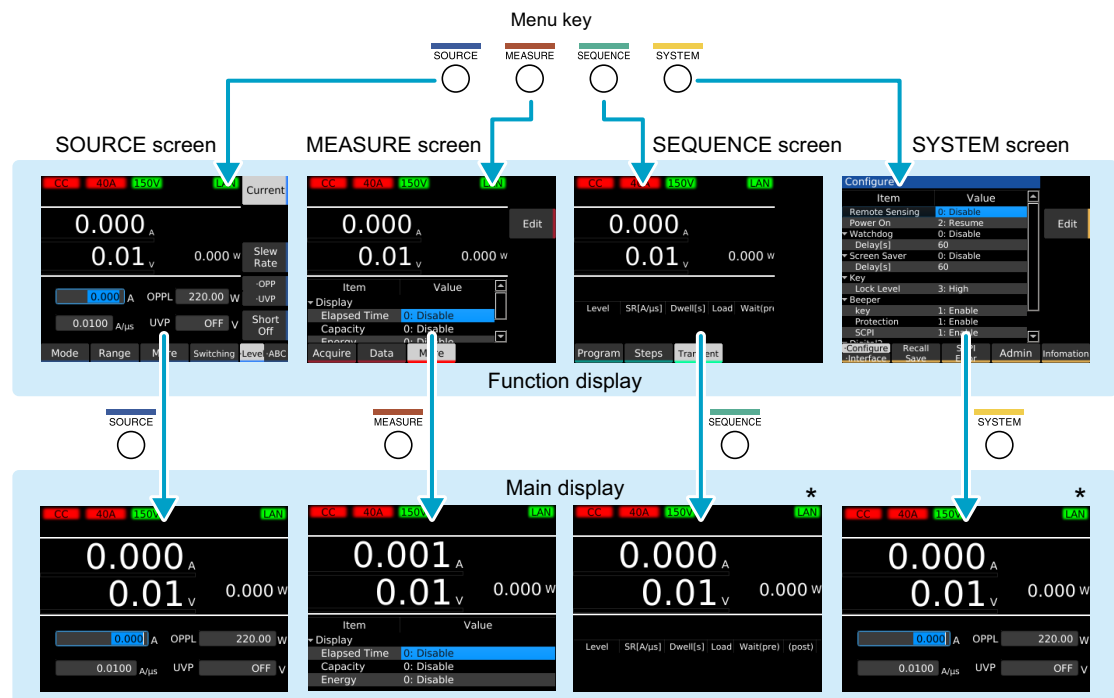 Menu key
SOURCE MEASURE SEQUENCE SYSTEM
SOURCE screen MEASURE screen SEQUENCE screen SYSTEM screen
CC 40A 150V LAN Current
0.000 A
0.01 V 0.000 W Slew Rate
0.000 A OPPL 220.00 W ·OPP ·UVP
0.0100 A/µs UVP OFF V Short Off
Mode Range Switching ·Level ·ABC
CC 40A 150V LAN
0.000 A Edit
0.01 V 0.000 W
Item Value
Display
Elapsed Time 0: Disable
Capacity 0: Disable
Energy 0: Disable
Acquire Data More
CC 150V LAN
0.000 A
0.01 V 0.000 W
Level SR[A/µs] Dwell[s] Load Wait(pre
Program Steps Transient
Configure
Item Value
Remote Sensing 0: Disable Edit
Power On 2: Resume
Watchdog 0: Disable
Delay[s] 60
Screen Saver 0: Disable
Delay[s] 60
Key
Lock Level 3: High
Beeper
key 1: Enable
Protection 1: Enable
SCPI 1: Enable
·Configure ·Interface Recall Save Admin Infomation
Function display
SOURCE MEASURE SEQUENCE SYSTEM
Main display
* *
CC 40A 150V LAN
0.000 A
0.01 V 0.000 W
0.000 A OPPL 220.00 W
0.0100 A/µs UVP OFF V
CC 40A 150V LAN
0.001 A
0.01 V 0.000 W
Item Value
Display
Elapsed Time 0: Disable
Capacity 0: Disable
Energy 0: Disable
CC 40A 150V LAN
0.000 A
0.01 V 0.000 W
Level SR[A/µs] Dwell[s] Load Wait(pre) (post)
CC 40A 150V LAN
0.000 A
0.01 V 0.000 W
0.000 A OPPL 220.00 W
0.0100 A/µs UVP OFF V